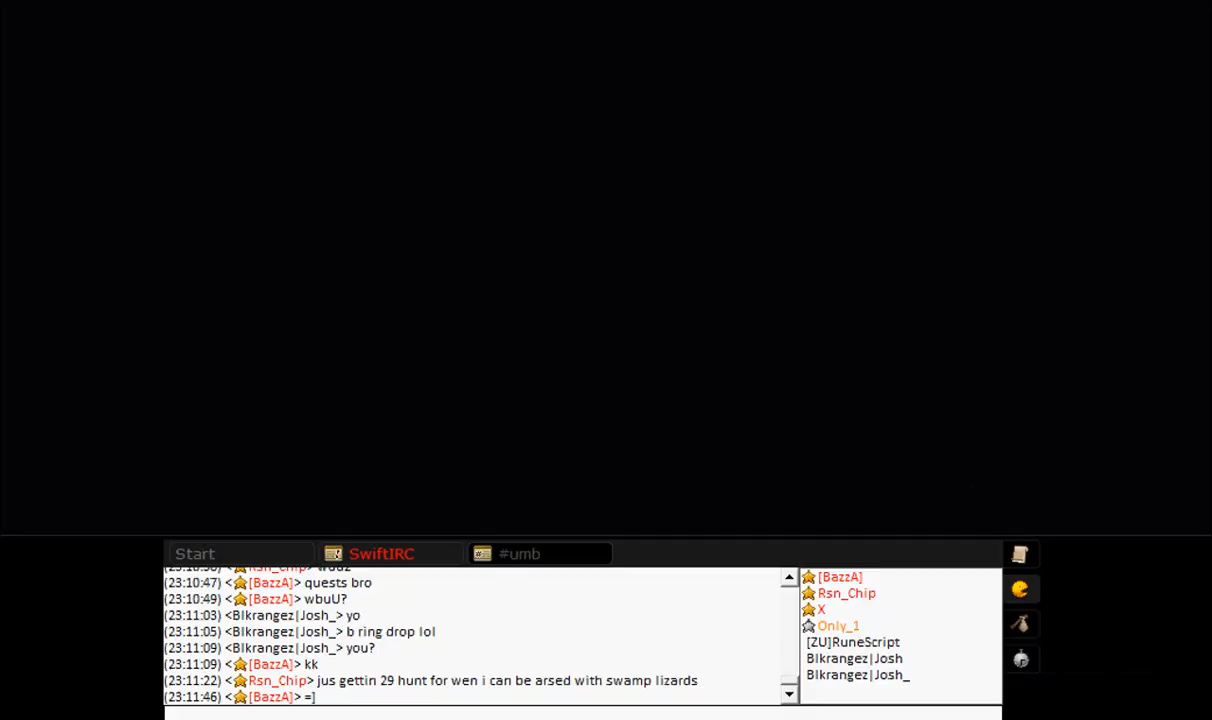 Start SwiftIRC #umb
(23:10:47) <[BazzA]> quests bro
(23:10:49) <[BazzA]> wbuU?
(23:11:03) <Blkrangez|Josh_> yo
(23:11:05) <Blkrangez|Josh_> b ring drop lol
(23:11:09) <Blkrangez|Josh_> you?
(23:11:09) <[BazzA]> kk
(23:11:22) <Rsn_Chip> jus gettin 29 hunt for wen i can be arsed with swamp lizards
(23:11:46) <[BazzA]> =]
[BazzA]
Rsn_Chip
X
Only_1
[ZU]RuneScript
Blkrangez|Josh
Blkrangez|Josh_